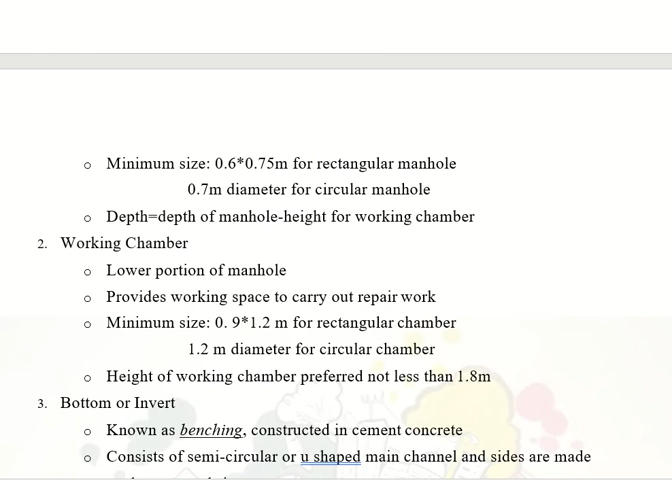 o Minimum size: 0.6*0.75m for rectangular manhole
0.7m diameter for circular manhole
o Depth=depth of manhole-height for working chamber
2. Working Chamber
o Lower portion of manhole
o Provides working space to carry out repair work
o Minimum size: 0. 9*1.2 m for rectangular chamber
1.2 m diameter for circular chamber
o Height of working chamber preferred not less than 1.8m
3. Bottom or Invert
o Known as benching, constructed in cement concrete
o Consists of semi-circular or u shaped main channel and sides are made